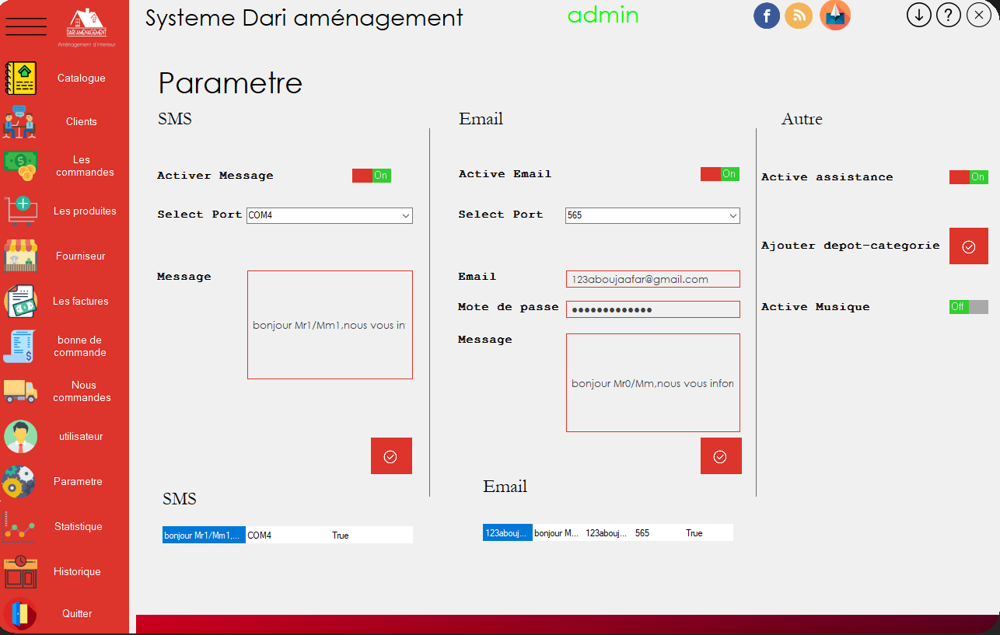 DARI AMENAGEMENT
Aménagement d'interieur
Systeme Dari aménagement
admin
Catalogue
Clients
Les
commandes
Les produites
Fourniseur
Les factures
bonne de
commande
Nous
commandes
utilisateur
Parametre
Statistique
Historique
Quitter
Parametre
SMS
Activer Message
On
Select Port
COM4
Message
bonjour Mr1/Mm1,nous vous in
Email
Active Email
On
Select Port
565
Email
123aboujaafar@gmail.com
Mote de passe
●●●●●●●●●●●●●
Message
bonjour Mr0/Mm,nous vous infor
Autre
Active assistance
On
Ajouter depot-categorie
Active Musique
Off
SMS
bonjour Mr1/Mm1,... COM4 True
Email
123abouj... bonjour M... 123abouj... 565 True